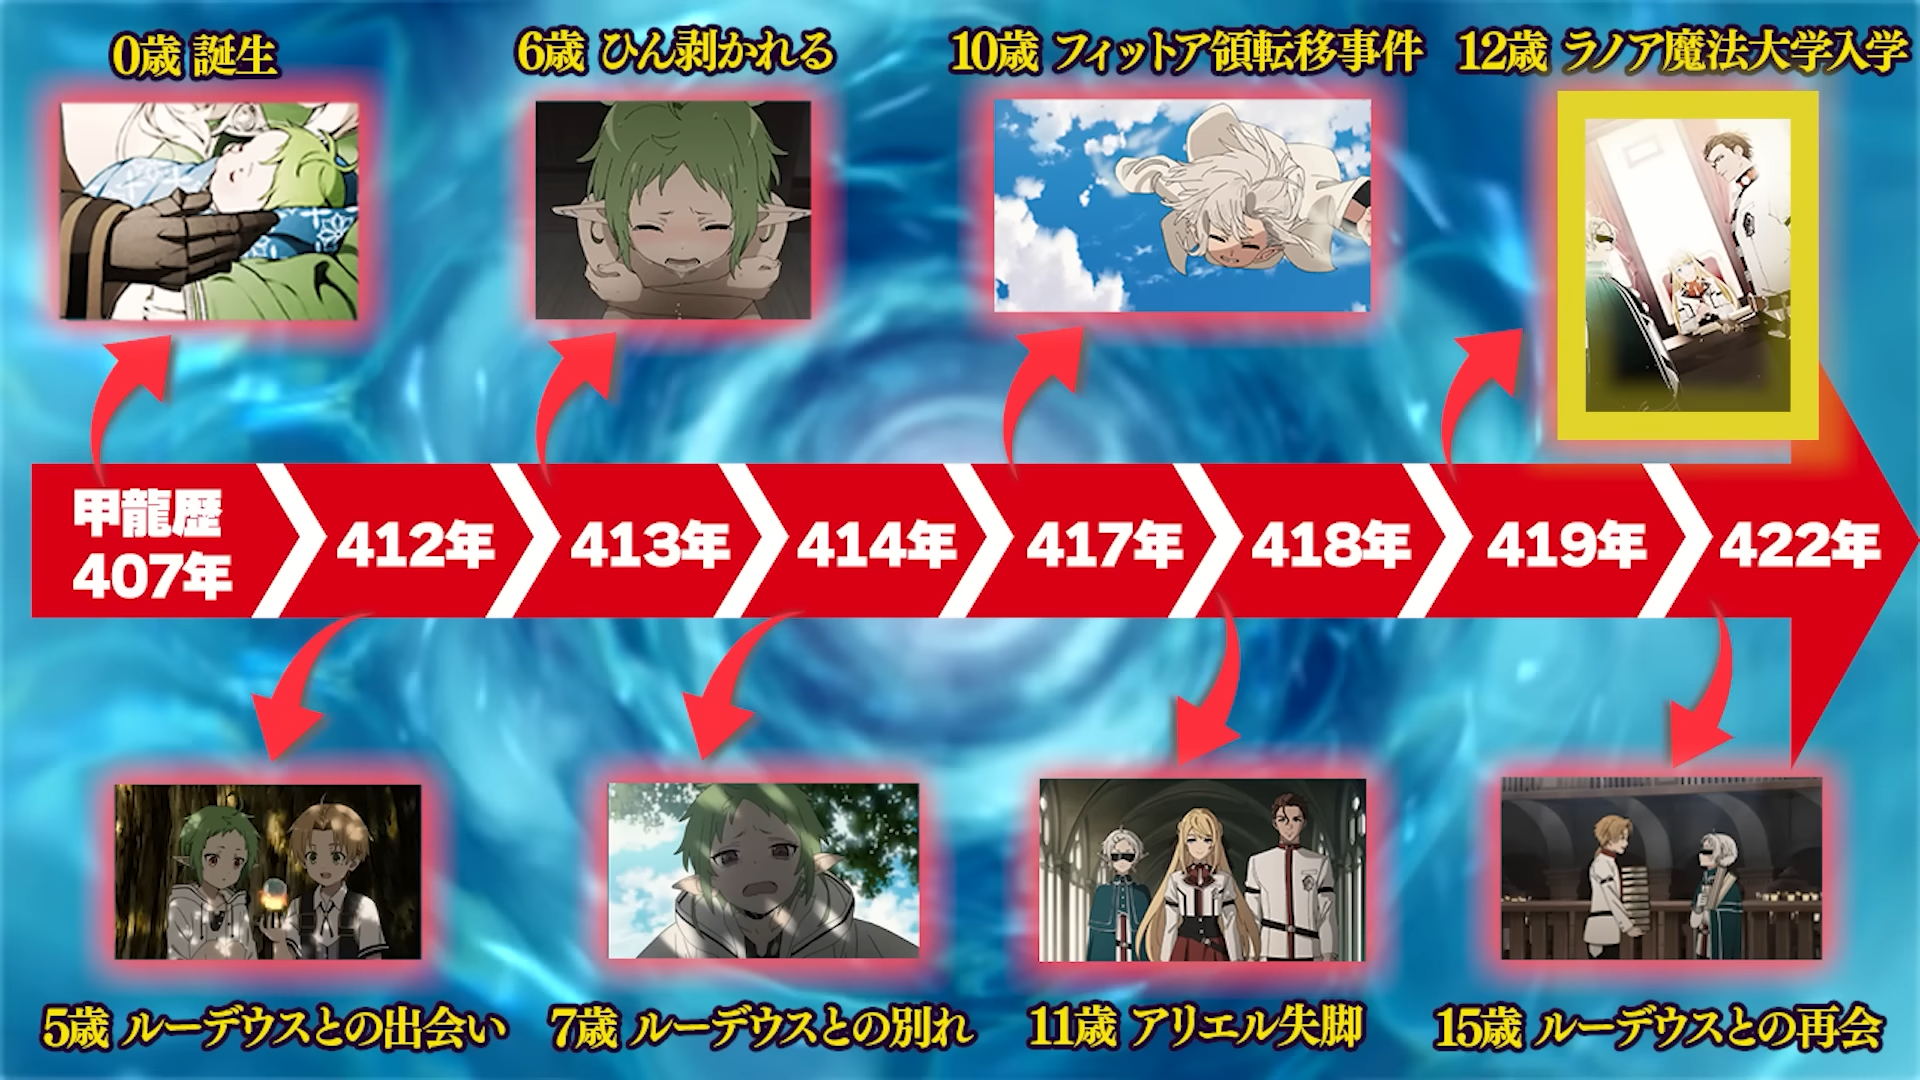 0歳 誕生
6歳 ひん剥かれる
10歳 フィットア領転移事件
12歳 ラノア魔法大学入学
甲龍歴
407年
412年
413年
414年
417年
418年
419年
422年
5歳 ルーデウスとの出会い
7歳 ルーデウスとの別れ
11歳 アリエル失脚
15歳 ルーデウスとの再会